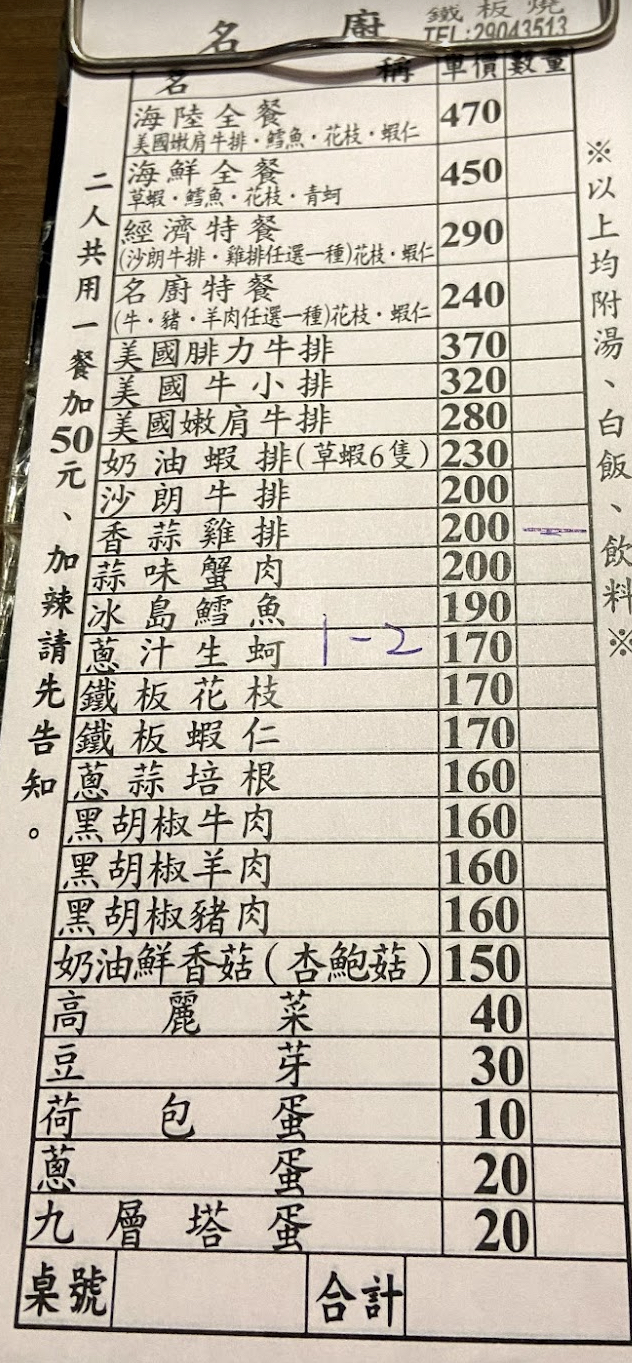 名廚 鐵板燒
TEL:29043513
名稱 單價 數量
海陸全餐 470
美國嫩肩牛排・鱈魚・花枝・蝦仁
海鮮全餐 450
草蝦・鱈魚・花枝・青蚵
經濟特餐 290
(沙朗牛排・雞排任選一種)花枝・蝦仁
名廚特餐 240
(牛・豬・羊肉任選一種)花枝・蝦仁
美國腓力牛排 370
美國牛小排 320
美國嫩肩牛排 280
奶油蝦排(草蝦6隻) 230
沙朗牛排 200
香蒜雞排 200 一
蒜味蟹肉 200
冰島鱈魚 190
蔥汁生蚵 1-2 170
鐵板花枝 170
鐵板蝦仁 170
蔥蒜培根 160
黑胡椒牛肉 160
黑胡椒羊肉 160
黑胡椒豬肉 160
奶油鮮香菇(杏鮑菇) 150
高麗菜 40
豆芽 30
荷包蛋 10
蔥蛋 20
九層塔蛋 20
桌號 合計
二人共用一餐加50元、加辣請先告知。
※以上均附湯、白飯、飲料※